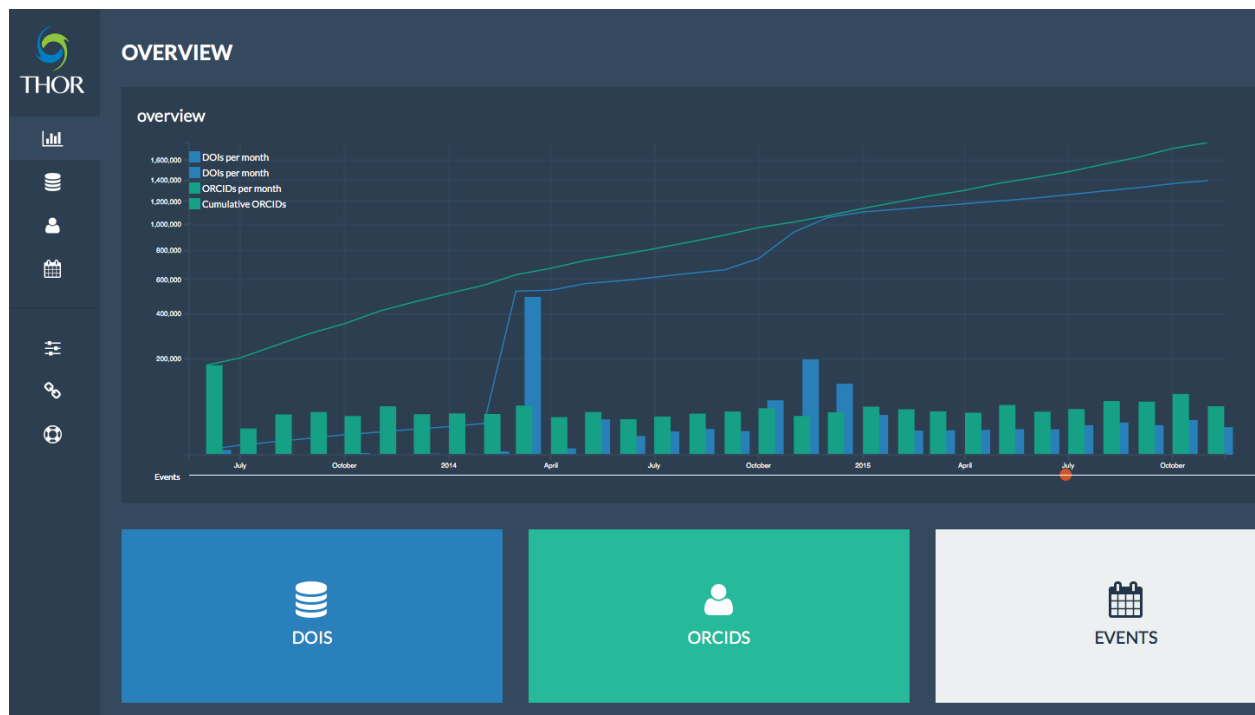 THOR
OVERVIEW
overview
DOIs per month
DOIs per month
ORCIDs per month
Cumulative ORCIDs
1,600,000
1,400,000
1,200,000
1,000,000
800,000
600,000
400,000
200,000
July October 2014 April July October 2015 April July October
Events
DOIS ORCIDS EVENTS